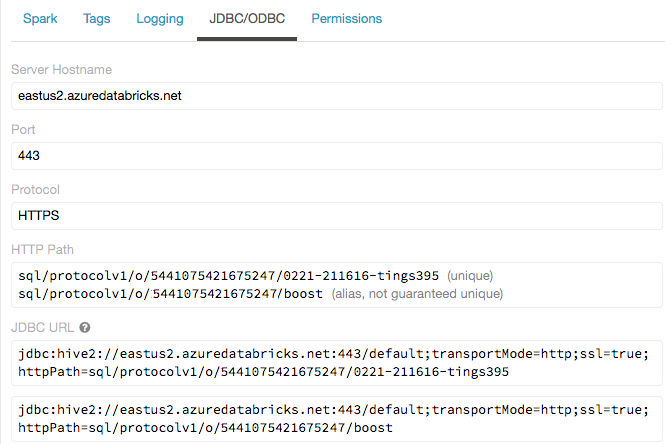 Spark Tags Logging JDBC/ODBC Permissions
Server Hostname
eastus2.azuredatabricks.net
Port
443
Protocol
HTTPS
HTTP Path
sql/protocolv1/o/5441075421675247/0221-211616-tings395 (unique)
sql/protocolv1/o/5441075421675247/boost (alias, not guaranteed unique)
JDBC URL ?
jdbc:hive2://eastus2.azuredatabricks.net:443/default;transportMode=http;ssl=true;
httpPath=sql/protocolv1/o/5441075421675247/0221-211616-tings395
jdbc:hive2://eastus2.azuredatabricks.net:443/default;transportMode=http;ssl=true;
httpPath=sql/protocolv1/o/5441075421675247/boost